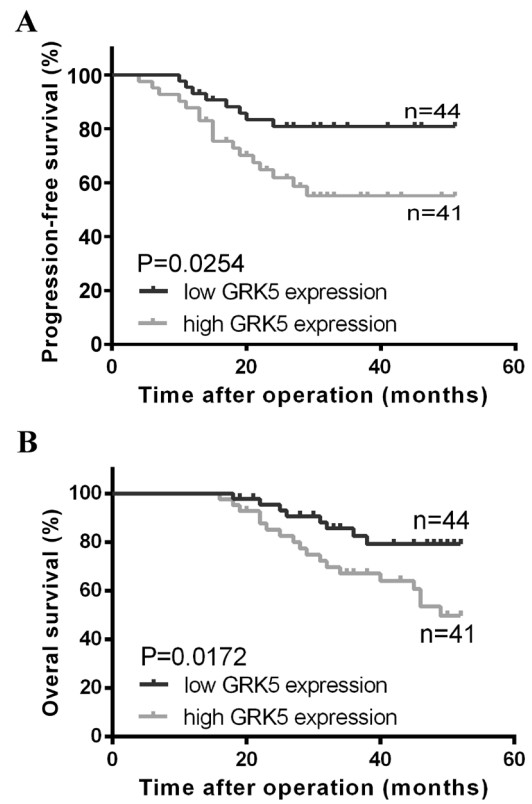 A
Progression-free survival (%)
100
80
60
40
20
0
n=44
n=41
P=0.0254
low GRK5 expression
high GRK5 expression
0 20 40 60
Time after operation (months)
B
Overal survival (%)
100
80
60
40
20
0
n=44
n=41
P=0.0172
low GRK5 expression
high GRK5 expression
0 20 40 60
Time after operation (months)